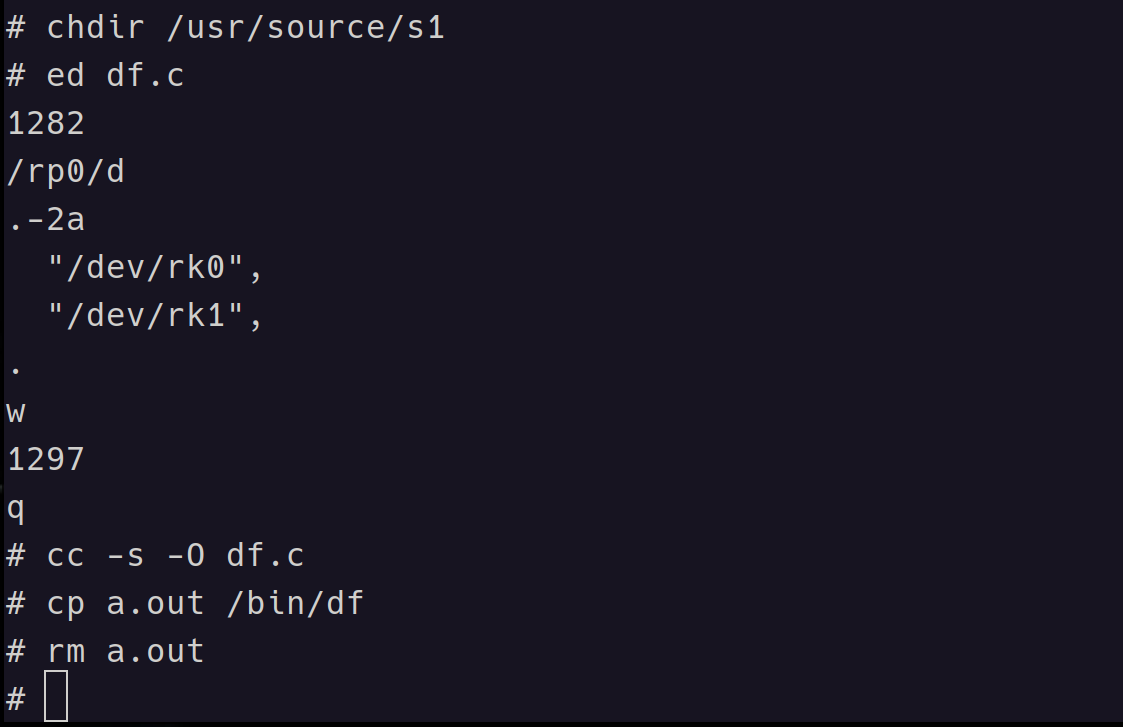 # chdir /usr/source/s1
# ed df.c
1282
/rp0/d
.-2a
  "/dev/rk0",
  "/dev/rk1",
.
w
1297
q
# cc -s -O df.c
# cp a.out /bin/df
# rm a.out
#